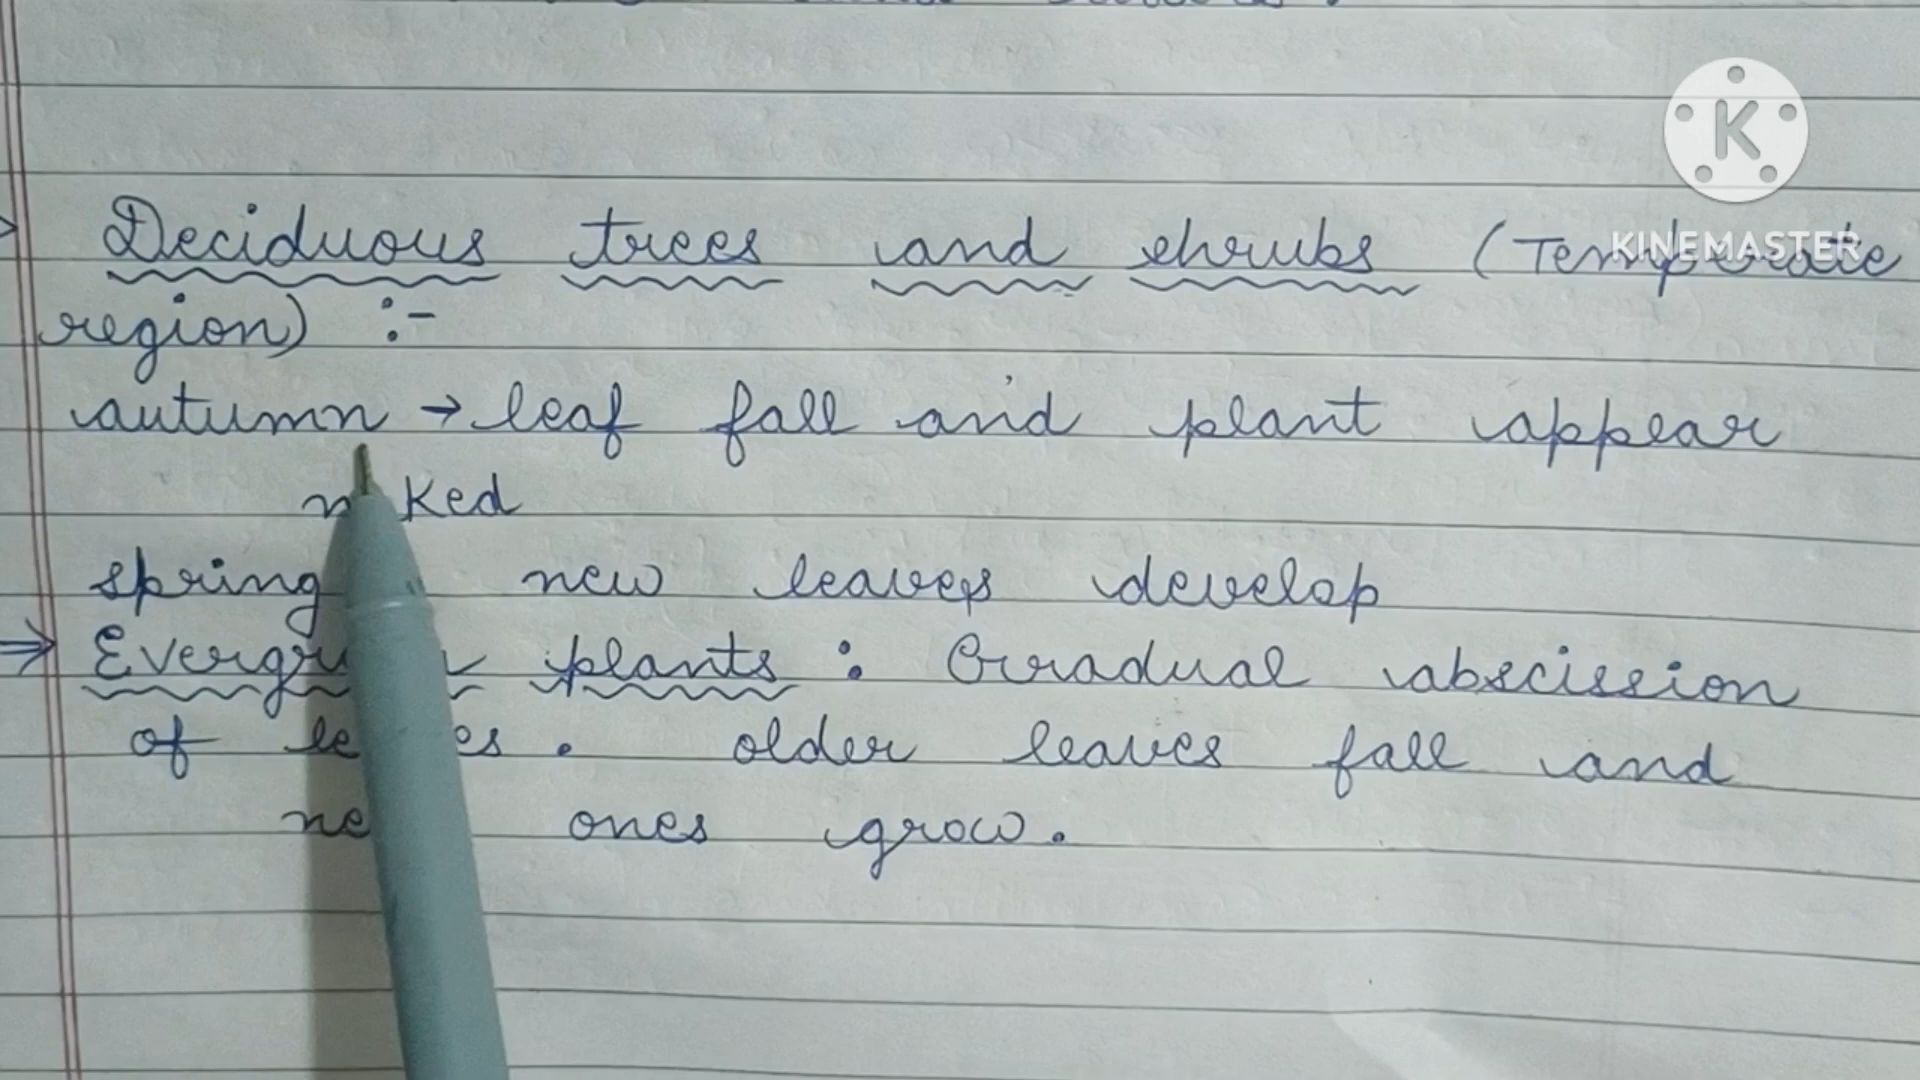 Deciduous trees and shrubs (Temperate
KINEMASTER
region) :-
autumn → leaf fall and plant appear
spring new leaves develop
⇒ plants : Gradual abscission
of . older leaves fall and
ones grow.